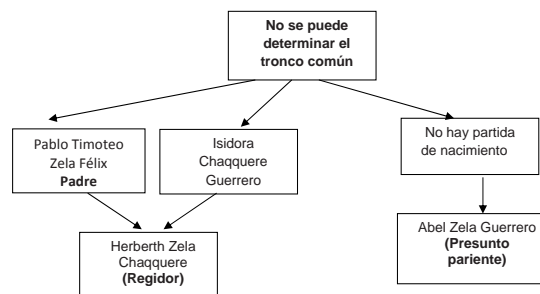 No se puede
determinar el
tronco común
Pablo Timoteo
Zela Félix
Padre
Isidora
Chaqquere
Guerrero
No hay partida
de nacimiento
Herberth Zela
Chaqquere
(Regidor)
Abel Zela Guerrero
(Presunto
pariente)